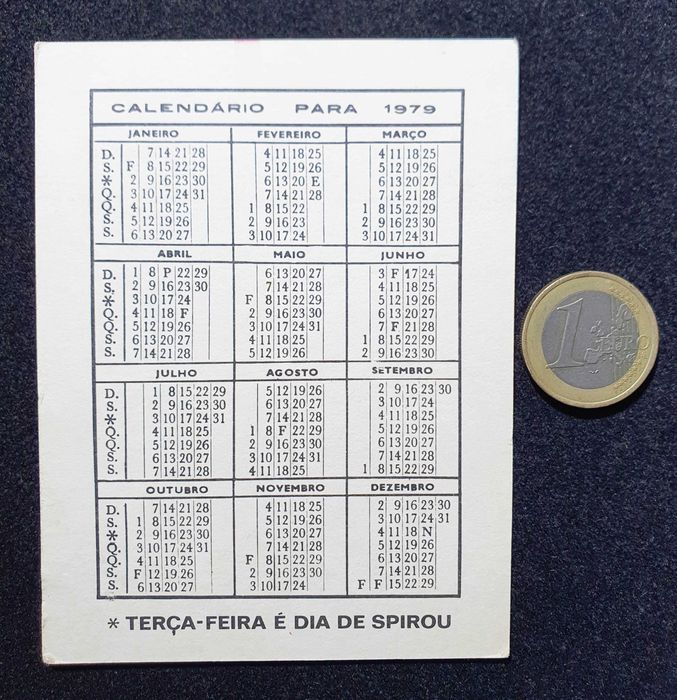 CALENDÁRIO PARA 1979
JANEIRO FEVEREIRO MARÇO
D. 7 14 21 28 4 11 18 25 4 11 18 25
S. F 8 15 22 29 5 12 19 26 5 12 19 26
* 2 9 16 23 30 6 13 20 E 6 13 20 27
Q. 3 10 17 24 31 7 14 21 28 7 14 21 28
Q. 4 11 18 25 1 8 15 22 1 8 15 22 29
S. 5 12 19 26 2 9 16 23 2 9 16 23 30
S. 6 13 20 27 3 10 17 24 3 10 17 24 31
ABRIL MAIO JUNHO
D. 1 8 P 22 29 6 13 20 27 3 F 17 24
S. 2 9 16 23 30 7 14 21 28 4 11 18 25
* 3 10 17 24 F 8 15 22 29 5 12 19 26
Q. 4 11 18 F 2 9 16 23 30 6 13 20 27
Q. 5 12 19 26 3 10 17 24 31 7 F 21 28
S. 6 13 20 27 4 11 18 25 1 8 15 22 29
S. 7 14 21 28 5 12 19 26 2 9 16 23 30
JULHO AGOSTO SETEMBRO
D. 1 8 15 22 29 5 12 19 26 2 9 16 23 30
S. 2 9 16 23 30 6 13 20 27 3 10 17 24
* 3 10 17 24 31 7 14 21 28 4 11 18 25
Q. 4 11 18 25 1 8 F 22 29 5 12 19 26
Q. 5 12 19 26 2 9 16 23 30 6 13 20 27
S. 6 13 20 27 3 10 17 24 31 7 14 21 28
S. 7 14 21 28 4 11 18 25 1 8 15 22 29
OUTUBRO NOVEMBRO DEZEMBRO
D. 7 14 21 28 4 11 18 25 2 9 16 23 30
S. 1 8 15 22 29 5 12 19 26 3 10 17 24 31
* 2 9 16 23 30 6 13 20 27 4 11 18 N
Q. 3 10 17 24 31 7 14 21 28 5 12 19 26
Q. 4 11 18 25 F 8 15 22 29 6 13 20 27
S. F 12 19 26 2 9 16 23 30 7 14 21 28
S. 6 13 20 27 3 10 17 24 F F 15 22 29
* TERÇA-FEIRA É DIA DE SPIROU
1 EURO